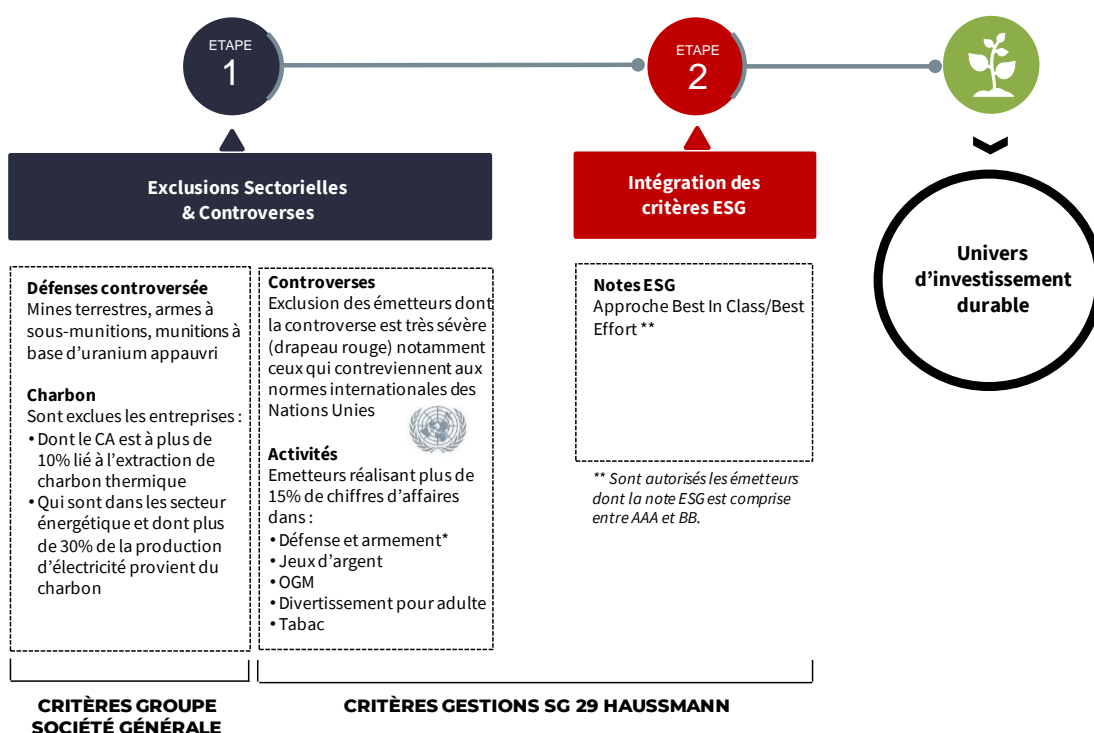 ETAPE
1
ETAPE
2
Exclusions Sectorielles
& Controverses
Intégration des
critères ESG
Univers
d’investissement
durable
Défenses controversée
Mines terrestres, armes à
sous-munitions, munitions à
base d’uranium appauvri
Charbon
Sont exclues les entreprises :
• Dont le CA est à plus de
10% lié à l’extraction de
charbon thermique
• Qui sont dans les secteur
énergétique et dont plus
de 30% de la production
d’électricité provient du
charbon
Controverses
Exclusion des émetteurs dont
la controverse est très sévère
(drapeau rouge) notamment
ceux qui contreviennent aux
normes internationales des
Nations Unies
Activités
Emetteurs réalisant plus de
15% de chiffres d’affaires
dans :
• Défense et armement*
• Jeux d’argent
• OGM
• Divertissement pour adulte
• Tabac
Notes ESG
Approche Best In Class/Best
Effort **
** Sont autorisés les émetteurs
dont la note ESG est comprise
entre AAA et BB.
CRITÈRES GROUPE
SOCIÉTÉ GÉNÉRALE
CRITÈRES GESTIONS SG 29 HAUSSMANN